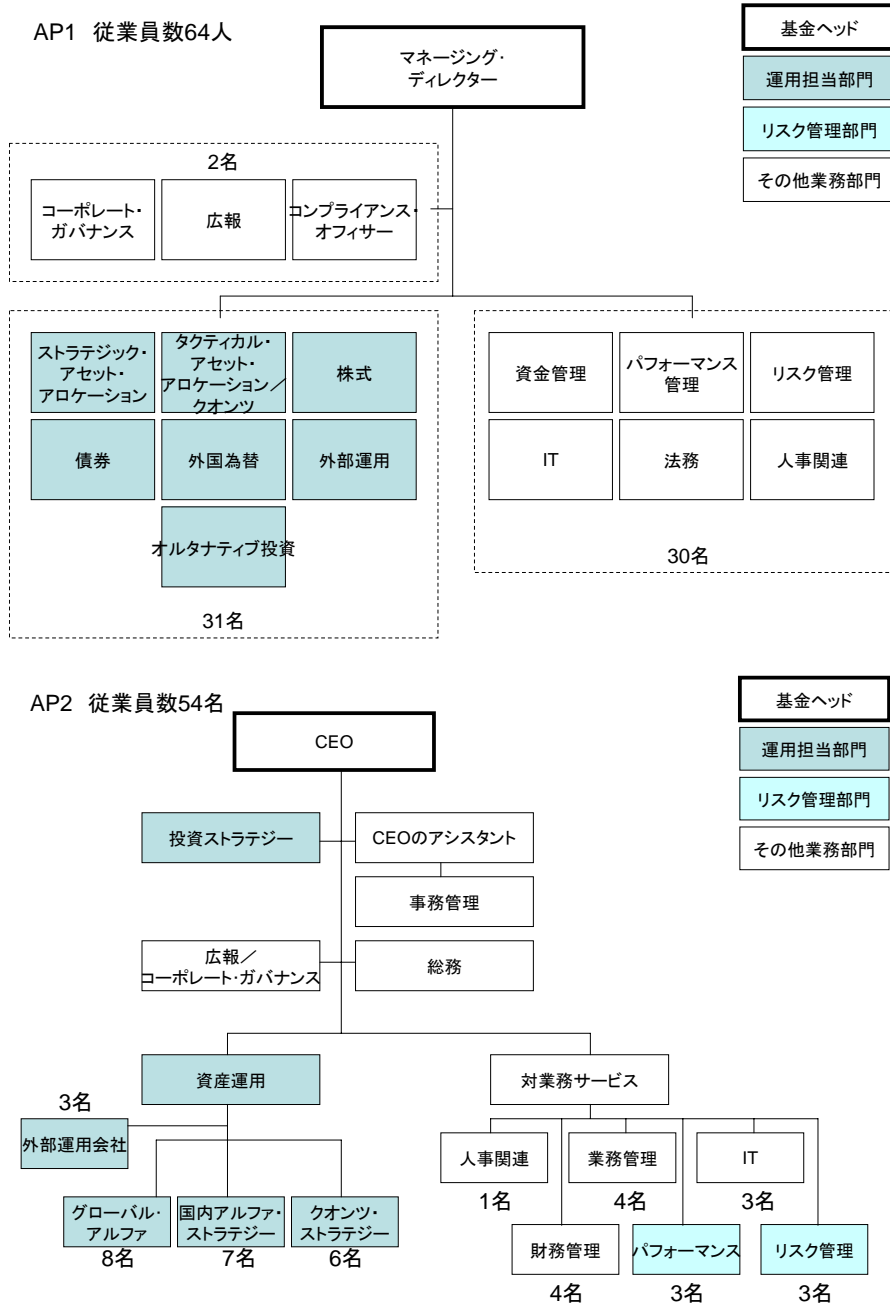 AP1 従業員数64人
マネージング・
ディレクター
基金ヘッド
運用担当部門
リスク管理部門
その他業務部門
2名
コーポレート・
ガバナンス
広報
コンプライアンス・
オフィサー
ストラテジック・
アセット・
アロケーション
タクティカル・
アセット・
アロケーション／
クオンツ
株式
債券
外国為替
外部運用
オルタナティブ投資
31名
資金管理
パフォーマンス
管理
リスク管理
IT
法務
人事関連
30名
AP2 従業員数54名
CEO
基金ヘッド
運用担当部門
リスク管理部門
その他業務部門
投資ストラテジー
CEOのアシスタント
事務管理
広報／
コーポレート・ガバナンス
総務
資産運用
対業務サービス
3名
外部運用会社
グローバル・
アルファ
8名
国内アルファ・
ストラテジー
7名
クオンツ・
ストラテジー
6名
人事関連
1名
業務管理
4名
IT
3名
財務管理
4名
パフォーマンス
3名
リスク管理
3名